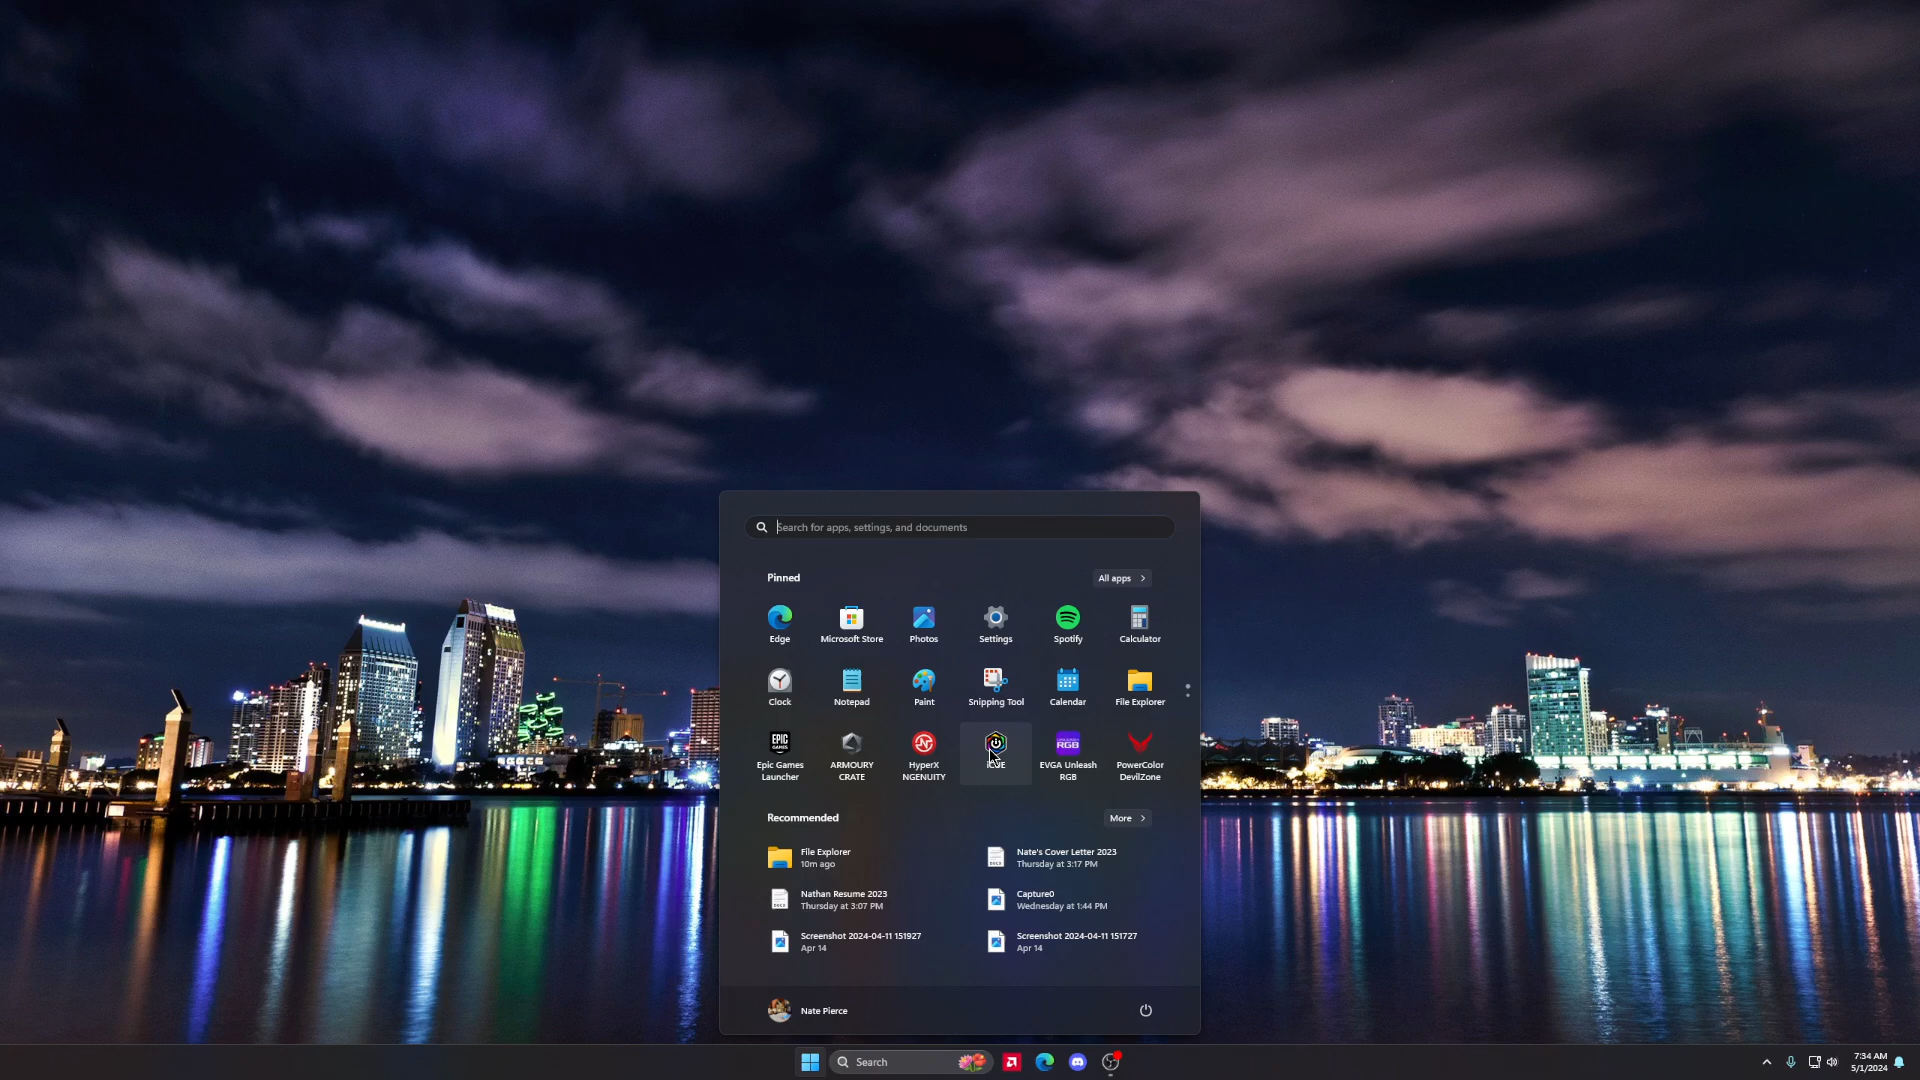 Search for apps, settings, and documents
Pinned
All apps
Edge
Microsoft Store
Photos
Settings
Spotify
Calculator
Clock
Notepad
Paint
Snipping Tool
Calendar
File Explorer
EPIC
GAMES
RGB
Epic Games
Launcher
ARMOURY
CRATE
HyperX
NGENUITY
EVGA Unleash
RGB
PowerColor
DevilZone
Recommended
More
File Explorer
10m ago
Nate's Cover Letter 2023
Thursday at 3:17 PM
Nathan Resume 2023
Thursday at 3:07 PM
Capture0
Wednesday at 1:44 PM
Screenshot 2024-04-11 151927
Apr 14
Screenshot 2024-04-11 151727
Apr 14
Nate Pierce
Search
7:34 AM
5/1/2024